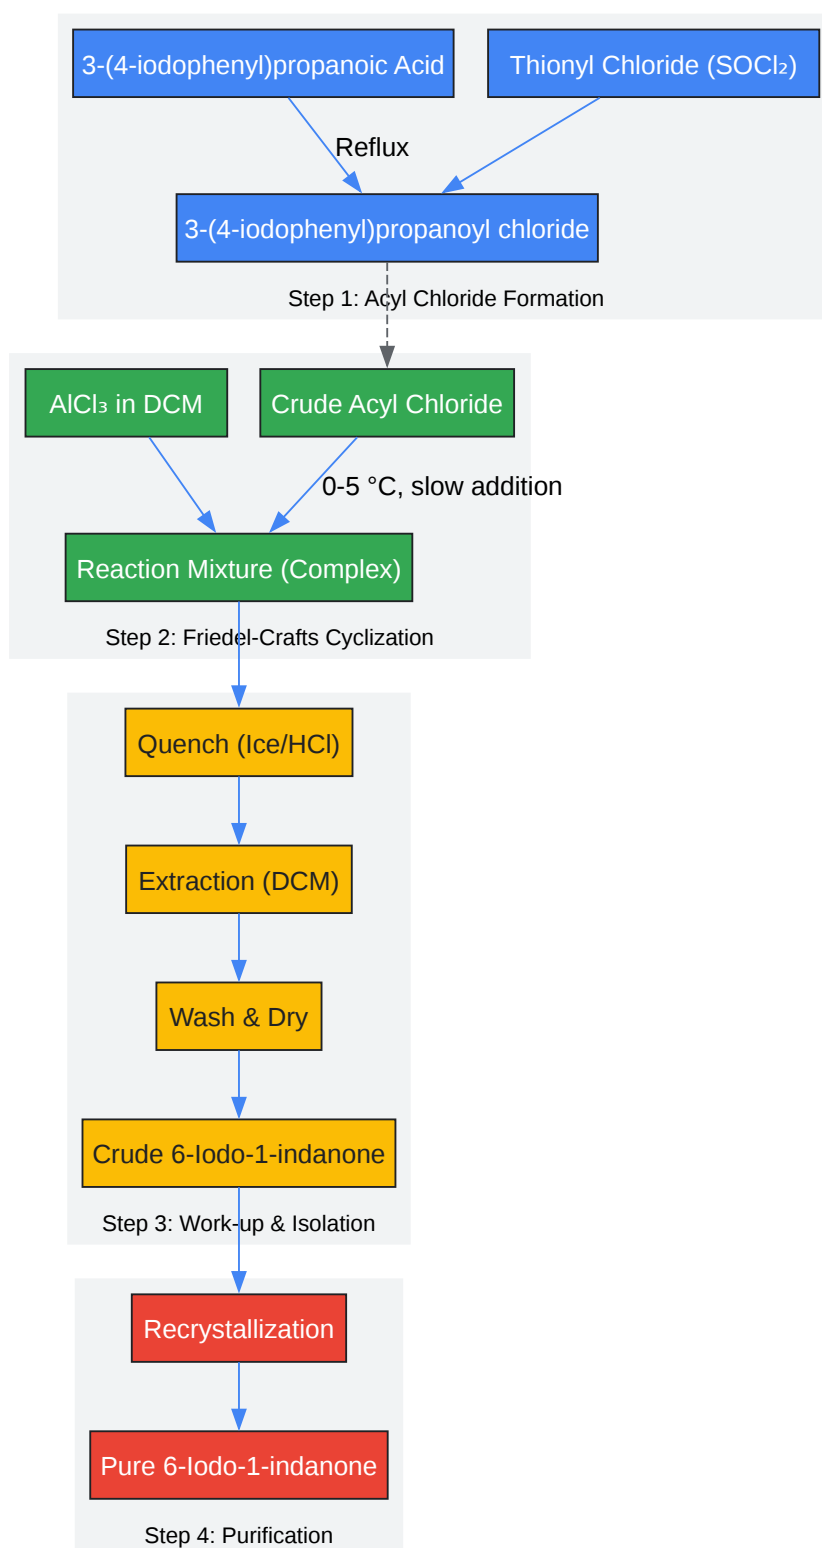 3-(4-iodophenyl)propanoic Acid
Thionyl Chloride (SOCl₂)
Reflux
3-(4-iodophenyl)propanoyl chloride
Step 1: Acyl Chloride Formation
AlCl₃ in DCM
Crude Acyl Chloride
0-5 °C, slow addition
Reaction Mixture (Complex)
Step 2: Friedel-Crafts Cyclization
Quench (Ice/HCl)
Extraction (DCM)
Wash & Dry
Crude 6-Iodo-1-indanone
Step 3: Work-up & Isolation
Recrystallization
Pure 6-Iodo-1-indanone
Step 4: Purification